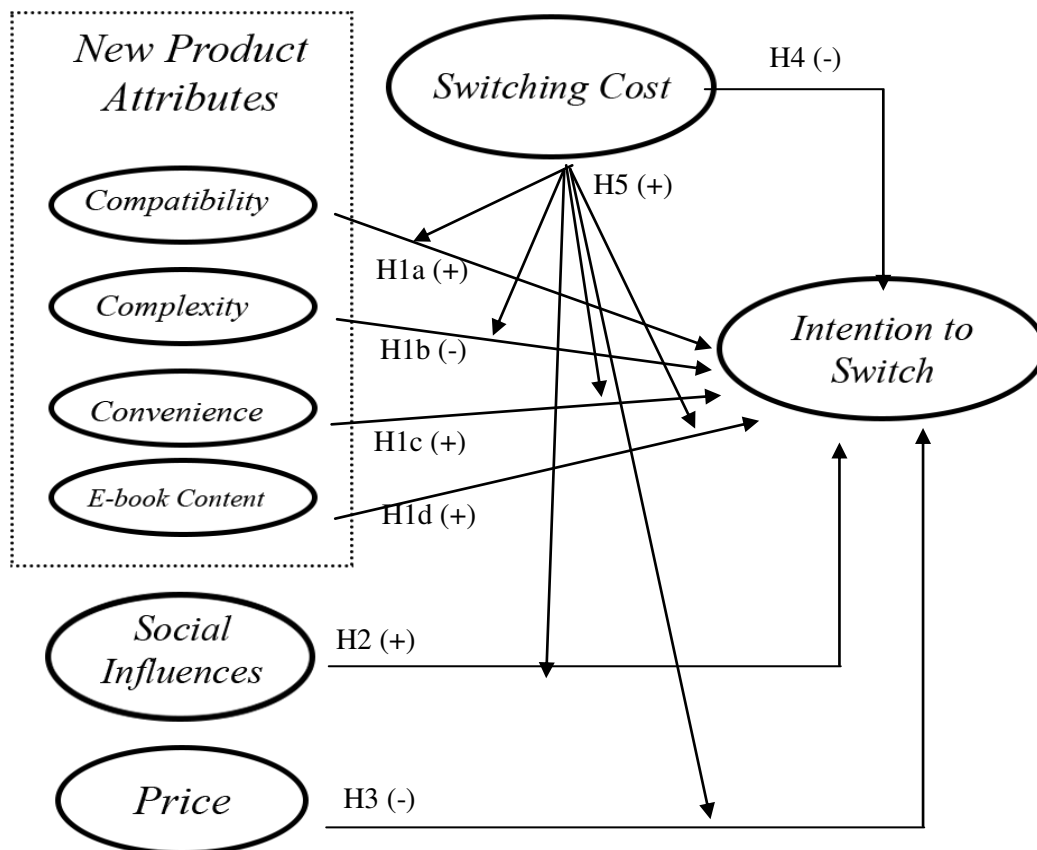 New Product
Attributes
Compatibility
Complexity
Convenience
E-book Content
Social
Influences
Price
Switching Cost
H4 (-)
H5 (+)
H1a (+)
H1b (-)
H1c (+)
H1d (+)
H2 (+)
H3 (-)
Intention to
Switch